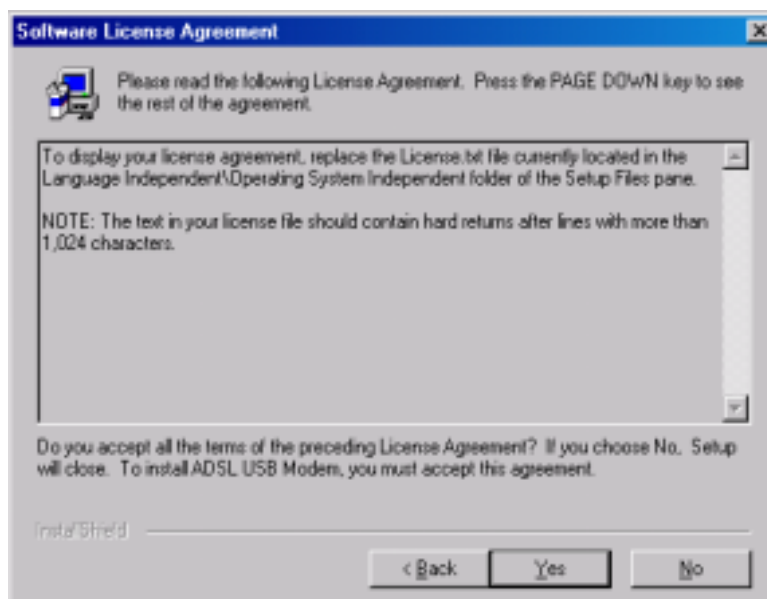 Software License Agreement
Please read the following License Agreement. Press the PAGE DOWN key to see
the rest of the agreement.
To display your license agreement, replace the License.txt file currently located in the
Language Independent\Operating System Independent folder of the Setup Files pane.
NOTE: The text in your license file should contain hard returns after lines with more than
1,024 characters.
Do you accept all the terms of the preceding License Agreement? If you choose No, Setup
will close. To install ADSL USB Modem, you must accept this agreement.
InstallShield
< Back
Yes
No